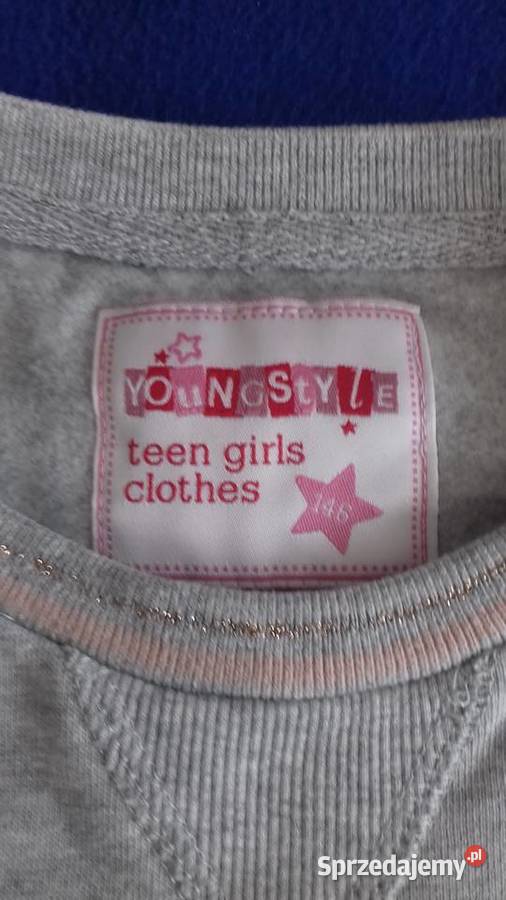 YOuNGStYlE
teen girls
clothes
146
Sprzedajemy.pl